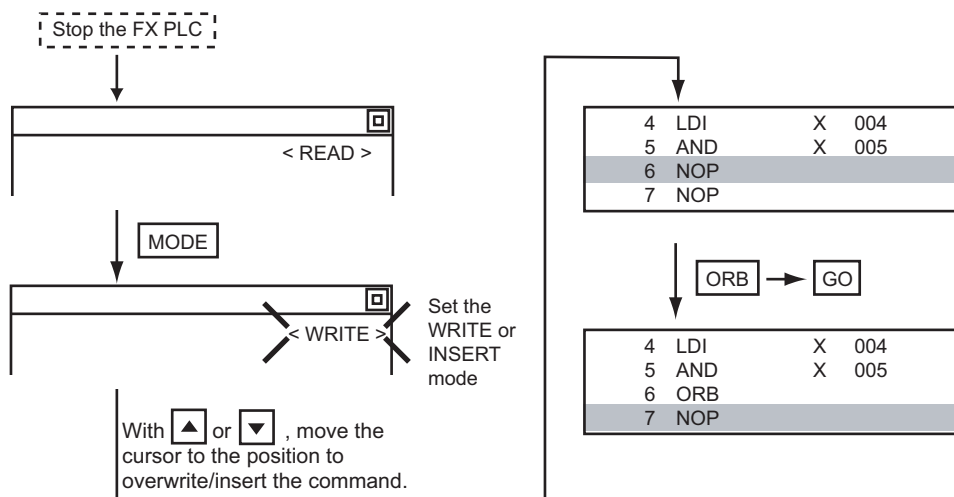 Stop the FX PLC
< READ >
MODE
< WRITE >
Set the
WRITE or
INSERT
mode
With ▲ or ▼ , move the
cursor to the position to
overwrite/insert the command.
4 LDI X 004
5 AND X 005
6 NOP
7 NOP
ORB GO
4 LDI X 004
5 AND X 005
6 ORB
7 NOP